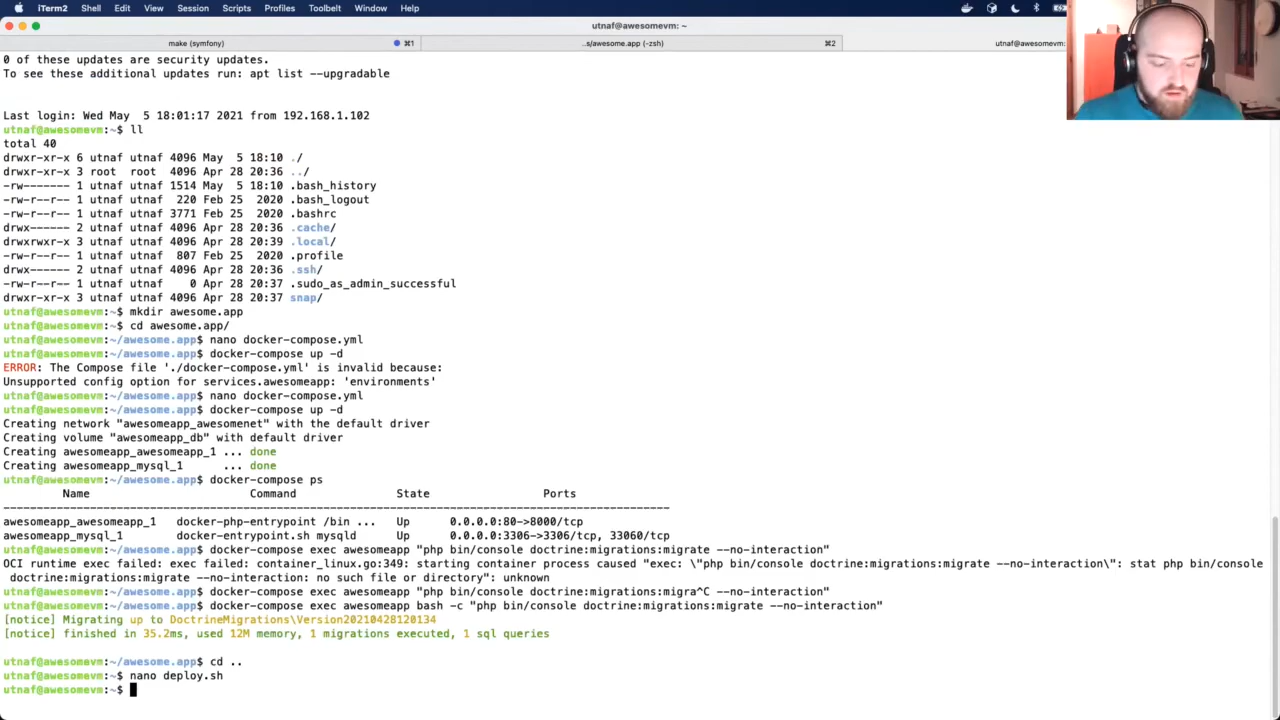 iTerm2 Shell Edit View Session Scripts Profiles Toolbelt Window Help
utnaf@awesomevm: ~
make (symfony) ⌘1 ..s/awesome.app (-zsh) ⌘2 utnaf@awesomevm:
0 of these updates are security updates.
To see these additional updates run: apt list --upgradable
Last login: Wed May  5 18:01:17 2021 from 192.168.1.102
utnaf@awesomevm:~$ ll
total 40
drwxr-xr-x 6 utnaf utnaf 4096 May  5 18:10 ./
drwxr-xr-x 3 root  root  4096 Apr 28 20:36 ../
-rw------- 1 utnaf utnaf 1514 May  5 18:10 .bash_history
-rw-r--r-- 1 utnaf utnaf  220 Feb 25  2020 .bash_logout
-rw-r--r-- 1 utnaf utnaf 3771 Feb 25  2020 .bashrc
drwx------ 2 utnaf utnaf 4096 Apr 28 20:36 .cache/
drwxrwxr-x 3 utnaf utnaf 4096 Apr 28 20:39 .local/
-rw-r--r-- 1 utnaf utnaf  807 Feb 25  2020 .profile
drwx------ 2 utnaf utnaf 4096 Apr 28 20:36 .ssh/
-rw-r--r-- 1 utnaf utnaf    0 Apr 28 20:37 .sudo_as_admin_successful
drwxr-xr-x 3 utnaf utnaf 4096 Apr 28 20:37 snap/
utnaf@awesomevm:~$ mkdir awesome.app
utnaf@awesomevm:~$ cd awesome.app/
utnaf@awesomevm:~/awesome.app$ nano docker-compose.yml
utnaf@awesomevm:~/awesome.app$ docker-compose up -d
ERROR: The Compose file './docker-compose.yml' is invalid because:
Unsupported config option for services.awesomeapp: 'environments'
utnaf@awesomevm:~/awesome.app$ nano docker-compose.yml
utnaf@awesomevm:~/awesome.app$ docker-compose up -d
Creating network "awesomeapp_awesomenet" with the default driver
Creating volume "awesomeapp_db" with default driver
Creating awesomeapp_awesomeapp_1 ... done
Creating awesomeapp_mysql_1      ... done
utnaf@awesomevm:~/awesome.app$ docker-compose ps
Name Command State Ports
-----------------------------------------------------------------------------------------
awesomeapp_awesomeapp_1   docker-php-entrypoint /bin ...   Up      0.0.0.0:80->8000/tcp
awesomeapp_mysql_1        docker-entrypoint.sh mysqld      Up      0.0.0.0:3306->3306/tcp, 33060/tcp
utnaf@awesomevm:~/awesome.app$ docker-compose exec awesomeapp "php bin/console doctrine:migrations:migrate --no-interaction"
OCI runtime exec failed: exec failed: container_linux.go:349: starting container process caused "exec: \"php bin/console doctrine:migrations:migrate --no-interaction\": stat php bin/console
doctrine:migrations:migrate --no-interaction: no such file or directory": unknown
utnaf@awesomevm:~/awesome.app$ docker-compose exec awesomeapp "php bin/console doctrine:migrations:migra^C --no-interaction"
utnaf@awesomevm:~/awesome.app$ docker-compose exec awesomeapp bash -c "php bin/console doctrine:migrations:migrate --no-interaction"
[notice] Migrating up to DoctrineMigrations\Version20210428120134
[notice] finished in 35.2ms, used 12M memory, 1 migrations executed, 1 sql queries
utnaf@awesomevm:~/awesome.app$ cd ..
utnaf@awesomevm:~$ nano deploy.sh
utnaf@awesomevm:~$